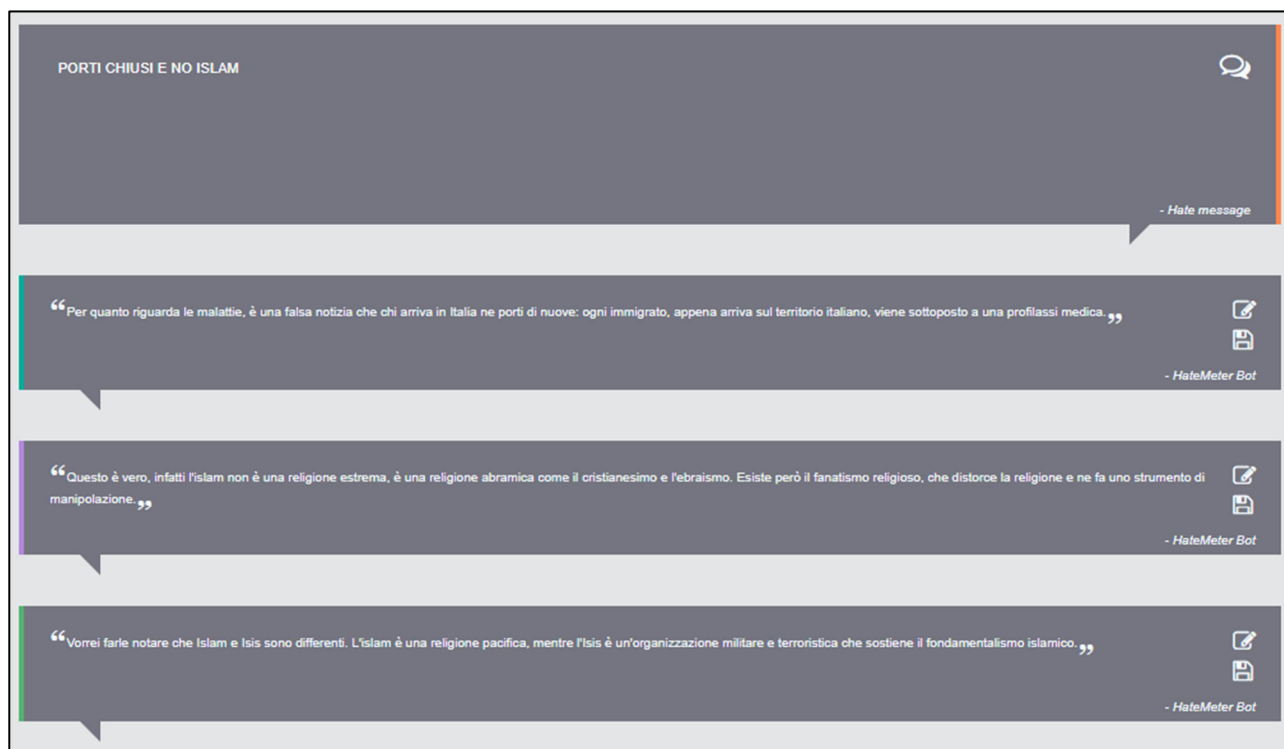 PORTI CHIUSI E NO ISLAM
- Hate message
“Per quanto riguarda le malattie, è una falsa notizia che chi arriva in Italia ne porti di nuove: ogni immigrato, appena arriva sul territorio italiano, viene sottoposto a una profilassi medica.”
- HateMeter Bot
“Questo è vero, infatti l'islam non è una religione estrema, è una religione abramica come il cristianesimo e l'ebraismo. Esiste però il fanatismo religioso, che distorce la religione e ne fa uno strumento di
manipolazione.”
- HateMeter Bot
“Vorrei farle notare che Islam e Isis sono differenti. L'islam è una religione pacifica, mentre l'Isis è un'organizzazione militare e terroristica che sostiene il fondamentalismo islamico.”
- HateMeter Bot